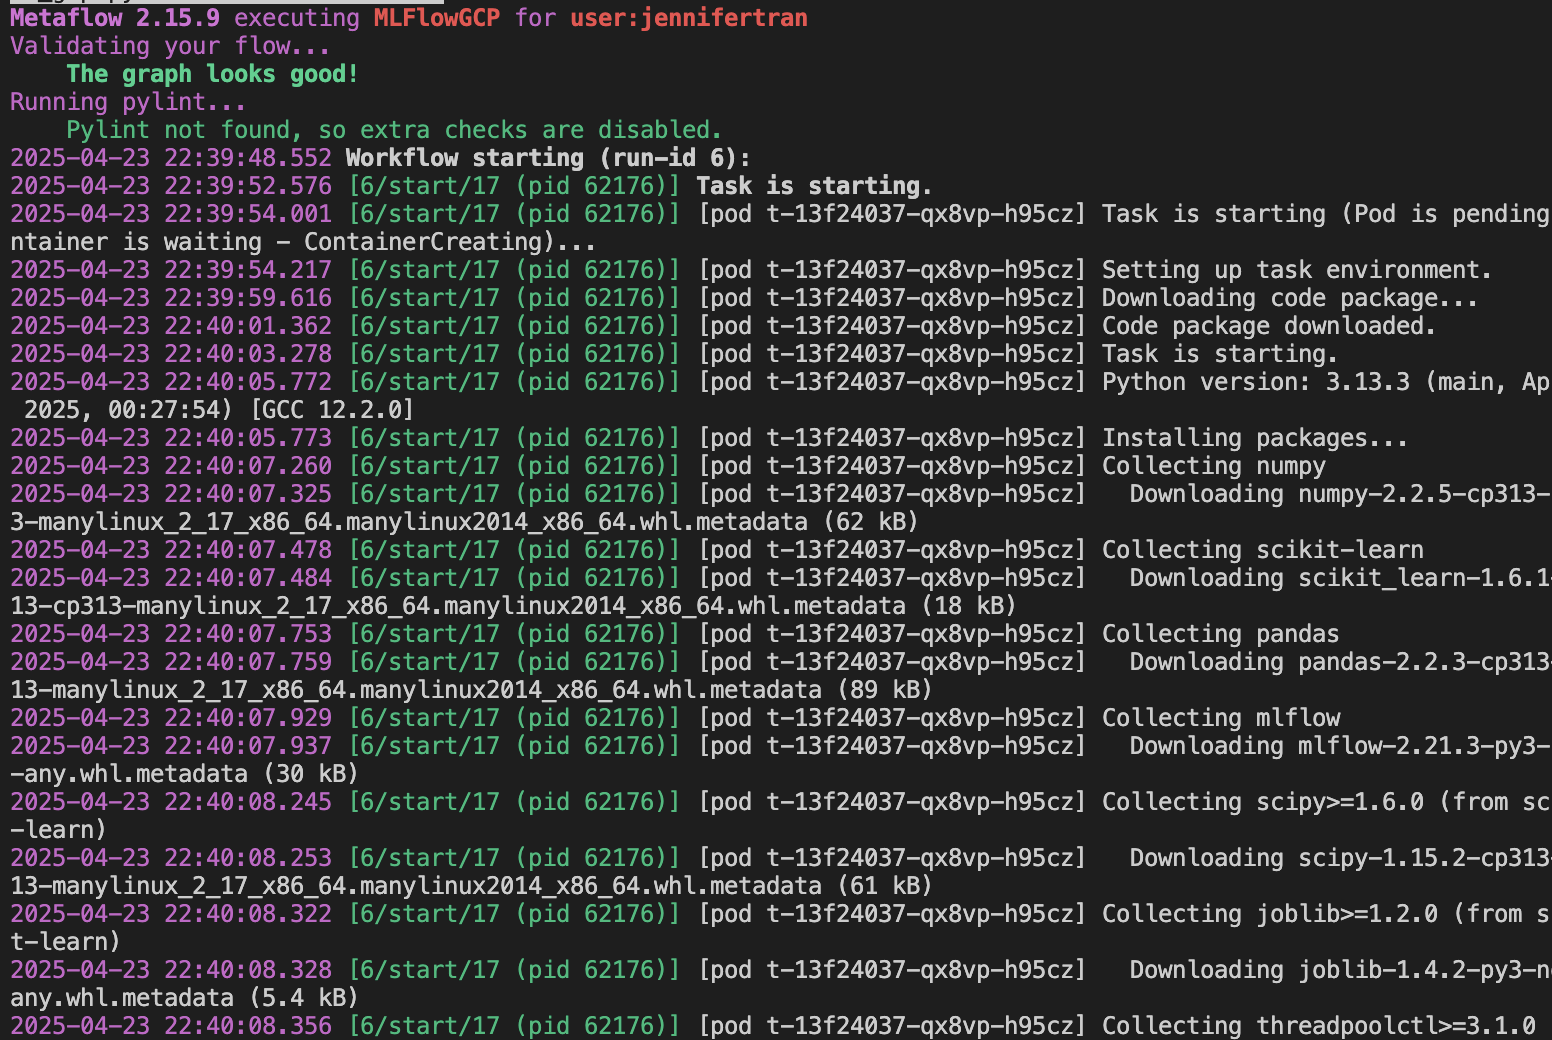 Metaflow 2.15.9 executing MLFlowGCP for user:jennifertran
Validating your flow...
    The graph looks good!
Running pylint...
    Pylint not found, so extra checks are disabled.
2025-04-23 22:39:48.552 Workflow starting (run-id 6):
2025-04-23 22:39:52.576 [6/start/17 (pid 62176)] Task is starting.
2025-04-23 22:39:54.001 [6/start/17 (pid 62176)] [pod t-13f24037-qx8vp-h95cz] Task is starting (Pod is pending
ntainer is waiting - ContainerCreating)...
2025-04-23 22:39:54.217 [6/start/17 (pid 62176)] [pod t-13f24037-qx8vp-h95cz] Setting up task environment.
2025-04-23 22:39:59.616 [6/start/17 (pid 62176)] [pod t-13f24037-qx8vp-h95cz] Downloading code package...
2025-04-23 22:40:01.362 [6/start/17 (pid 62176)] [pod t-13f24037-qx8vp-h95cz] Code package downloaded.
2025-04-23 22:40:03.278 [6/start/17 (pid 62176)] [pod t-13f24037-qx8vp-h95cz] Task is starting.
2025-04-23 22:40:05.772 [6/start/17 (pid 62176)] [pod t-13f24037-qx8vp-h95cz] Python version: 3.13.3 (main, Ap
 2025, 00:27:54) [GCC 12.2.0]
2025-04-23 22:40:05.773 [6/start/17 (pid 62176)] [pod t-13f24037-qx8vp-h95cz] Installing packages...
2025-04-23 22:40:07.260 [6/start/17 (pid 62176)] [pod t-13f24037-qx8vp-h95cz] Collecting numpy
2025-04-23 22:40:07.325 [6/start/17 (pid 62176)] [pod t-13f24037-qx8vp-h95cz]   Downloading numpy-2.2.5-cp313-
3-manylinux_2_17_x86_64.manylinux2014_x86_64.whl.metadata (62 kB)
2025-04-23 22:40:07.478 [6/start/17 (pid 62176)] [pod t-13f24037-qx8vp-h95cz] Collecting scikit-learn
2025-04-23 22:40:07.484 [6/start/17 (pid 62176)] [pod t-13f24037-qx8vp-h95cz]   Downloading scikit_learn-1.6.1-
13-cp313-manylinux_2_17_x86_64.manylinux2014_x86_64.whl.metadata (18 kB)
2025-04-23 22:40:07.753 [6/start/17 (pid 62176)] [pod t-13f24037-qx8vp-h95cz] Collecting pandas
2025-04-23 22:40:07.759 [6/start/17 (pid 62176)] [pod t-13f24037-qx8vp-h95cz]   Downloading pandas-2.2.3-cp313-
13-manylinux_2_17_x86_64.manylinux2014_x86_64.whl.metadata (89 kB)
2025-04-23 22:40:07.929 [6/start/17 (pid 62176)] [pod t-13f24037-qx8vp-h95cz] Collecting mlflow
2025-04-23 22:40:07.937 [6/start/17 (pid 62176)] [pod t-13f24037-qx8vp-h95cz]   Downloading mlflow-2.21.3-py3-
-any.whl.metadata (30 kB)
2025-04-23 22:40:08.245 [6/start/17 (pid 62176)] [pod t-13f24037-qx8vp-h95cz] Collecting scipy>=1.6.0 (from sc
-learn)
2025-04-23 22:40:08.253 [6/start/17 (pid 62176)] [pod t-13f24037-qx8vp-h95cz]   Downloading scipy-1.15.2-cp313-
13-manylinux_2_17_x86_64.manylinux2014_x86_64.whl.metadata (61 kB)
2025-04-23 22:40:08.322 [6/start/17 (pid 62176)] [pod t-13f24037-qx8vp-h95cz] Collecting joblib>=1.2.0 (from s
t-learn)
2025-04-23 22:40:08.328 [6/start/17 (pid 62176)] [pod t-13f24037-qx8vp-h95cz]   Downloading joblib-1.4.2-py3-n
any.whl.metadata (5.4 kB)
2025-04-23 22:40:08.356 [6/start/17 (pid 62176)] [pod t-13f24037-qx8vp-h95cz] Collecting threadpoolctl>=3.1.0